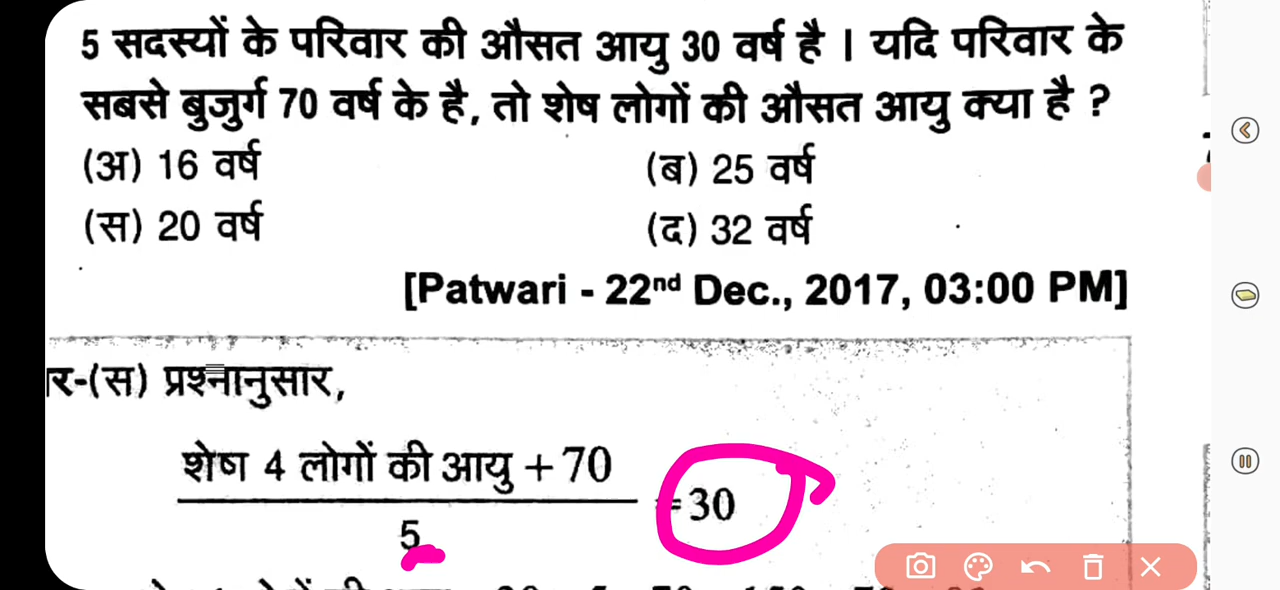 5 सदस्यों के परिवार की औसत आयु 30 वर्ष है । यदि परिवार के
सबसे बुजुर्ग 70 वर्ष के है, तो शेष लोगों की औसत आयु क्या है ?
(अ) 16 वर्ष (ब) 25 वर्ष
(स) 20 वर्ष (द) 32 वर्ष
[Patwari - 22nd Dec., 2017, 03:00 PM]
र-(स) प्रश्नानुसार,
शेष 4 लोगों की आयु + 70
= 30
5